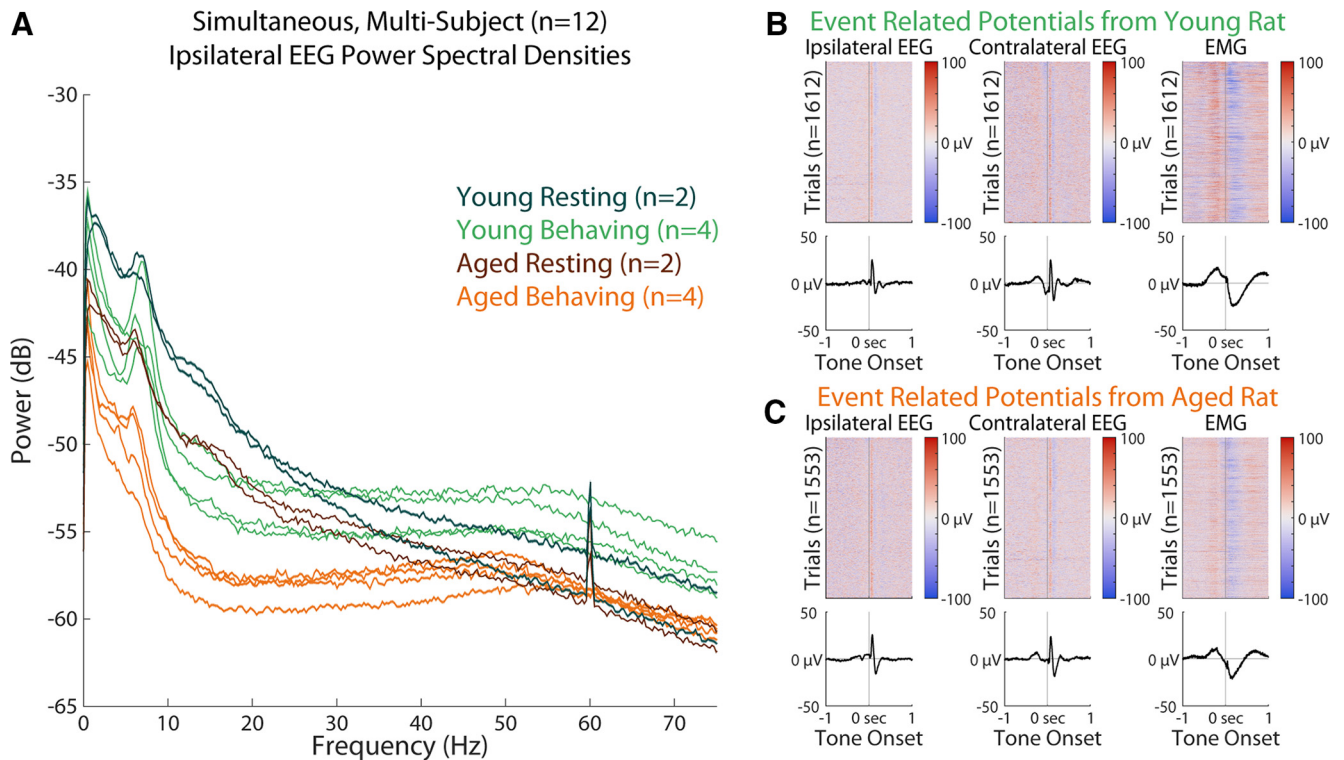 A
Simultaneous, Multi-Subject (n=12)
Ipsilateral EEG Power Spectral Densities
Power (dB)
-30
-35
-40
-45
-50
-55
-60
-65
0
10
20
30
40
50
60
70
Frequency (Hz)
Young Resting (n=2)
Young Behaving (n=4)
Aged Resting (n=2)
Aged Behaving (n=4)
B
Event Related Potentials from Young Rat
Ipsilateral EEG
Contralateral EEG
EMG
Trials (n=1612)
100
0 µV
-100
Trials (n=1612)
100
0 µV
-100
Trials (n=1612)
100
0 µV
-100
50
0 µV
-50
-1 0 sec 1
Tone Onset
50
0 µV
-50
-1 0 sec 1
Tone Onset
50
0 µV
-50
-1 0 sec 1
Tone Onset
C
Event Related Potentials from Aged Rat
Ipsilateral EEG
Contralateral EEG
EMG
Trials (n=1553)
100
0 µV
-100
Trials (n=1553)
100
0 µV
-100
Trials (n=1553)
100
0 µV
-100
50
0 µV
-50
-1 0 sec 1
Tone Onset
50
0 µV
-50
-1 0 sec 1
Tone Onset
50
0 µV
-50
-1 0 sec 1
Tone Onset